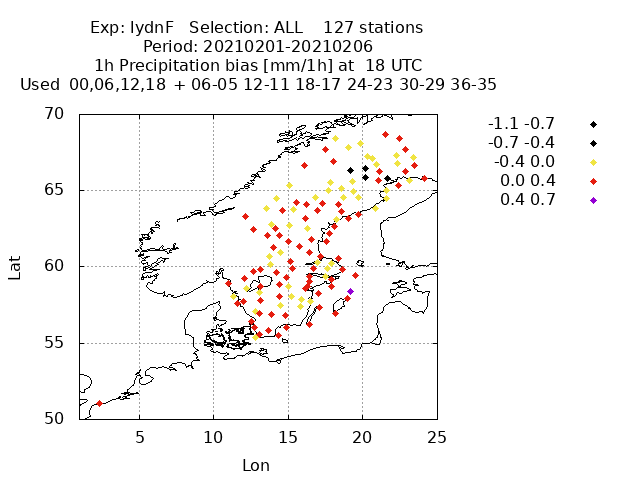 Exp: IydnF   Selection: ALL    127 stations
Period: 20210201-20210206
1h Precipitation bias [mm/1h] at  18 UTC
Used  00,06,12,18 + 06-05 12-11 18-17 24-23 30-29 36-35
-1.1 -0.7
-0.7 -0.4
-0.4 0.0
0.0 0.4
0.4 0.7
70
65
60
55
50
Lat
5 10 15 20 25
Lon